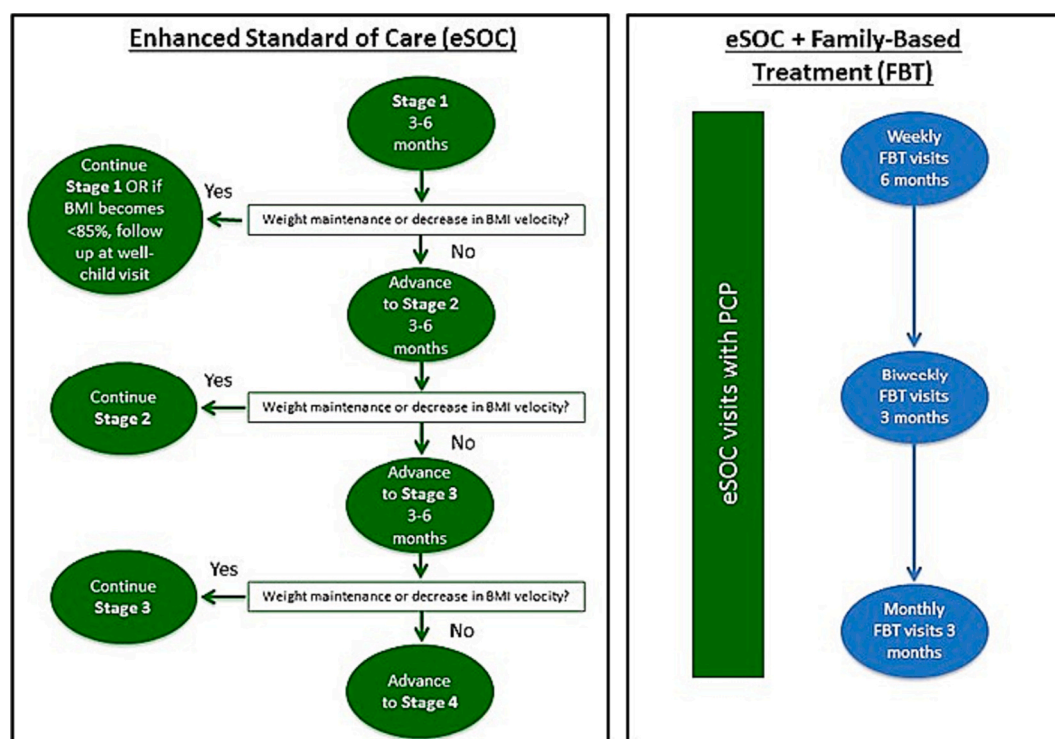 Enhanced Standard of Care (eSOC)
Stage 1
3-6
months
Continue
Stage 1 OR if
BMI becomes
<85%, follow
up at well-
child visit
Yes
Weight maintenance or decrease in BMI velocity?
No
Advance
to Stage 2
3-6
months
Continue
Stage 2
Yes
Weight maintenance or decrease in BMI velocity?
No
Advance
to Stage 3
3-6
months
Continue
Stage 3
Yes
Weight maintenance or decrease in BMI velocity?
No
Advance
to Stage 4
eSOC + Family-Based
Treatment (FBT)
eSOC visits with PCP
Weekly
FBT visits
6 months
Biweekly
FBT visits
3 months
Monthly
FBT visits 3
months